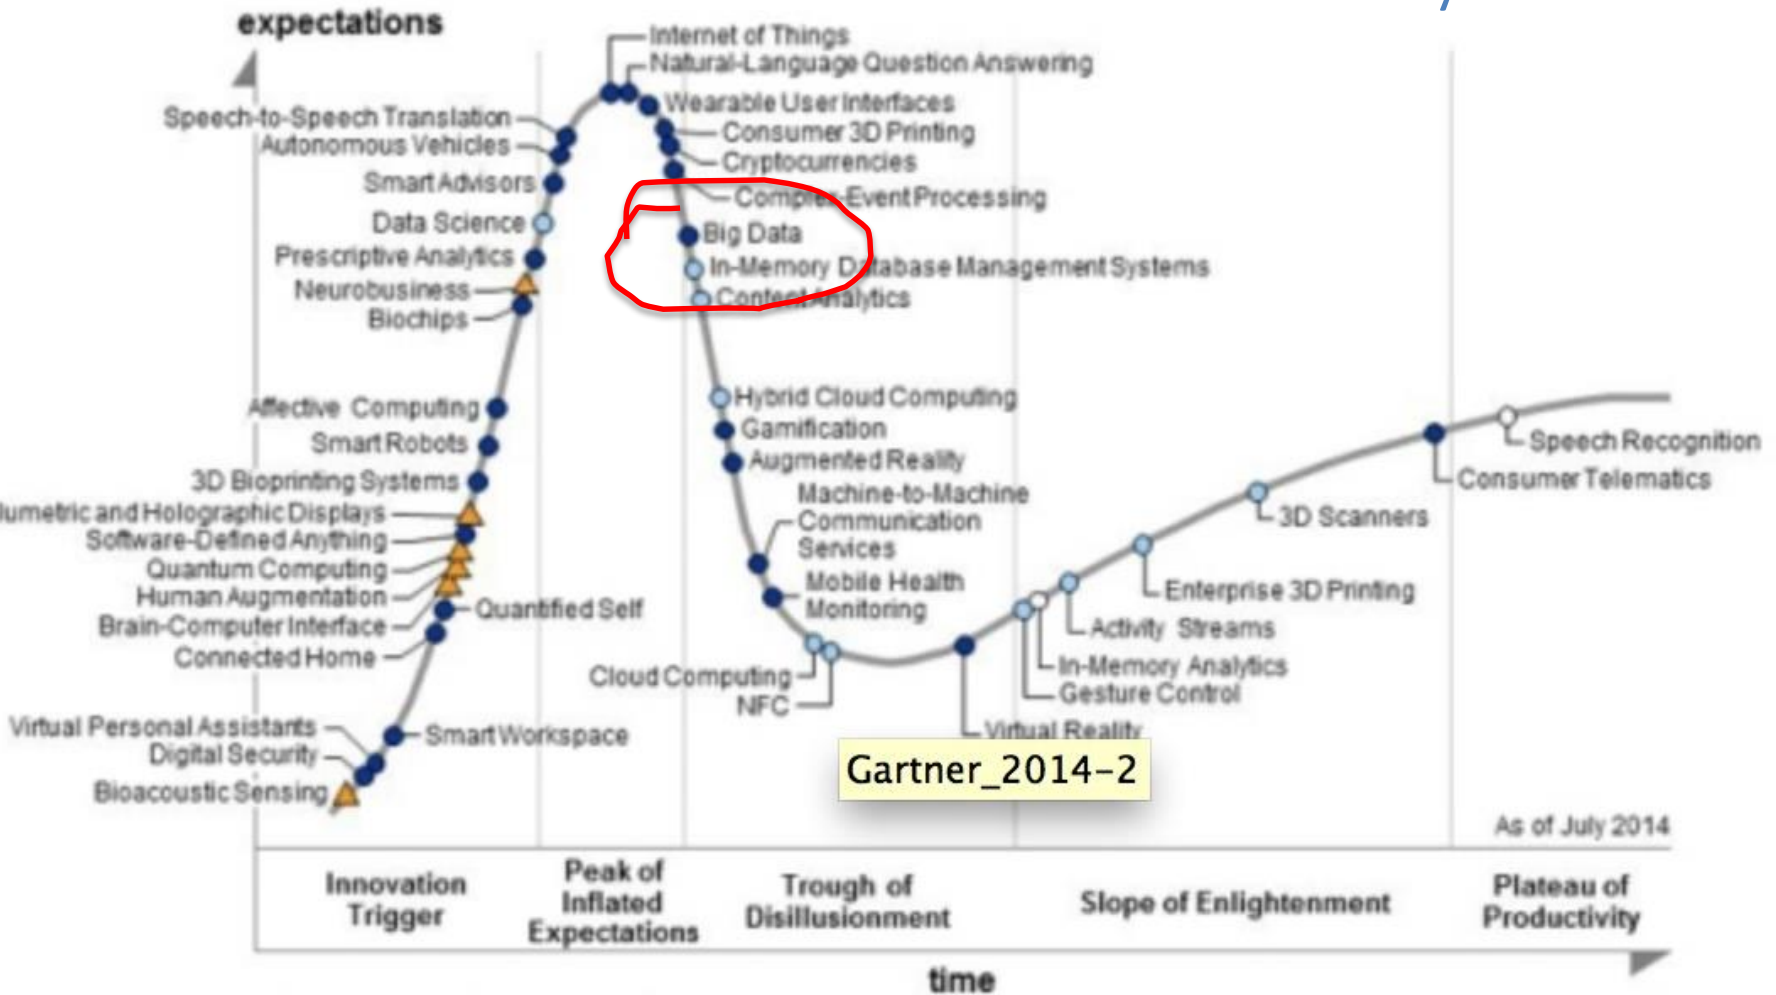 expectations
Internet of Things
Natural-Language Question Answering
Wearable User Interfaces
Speech-to-Speech Translation
Consumer 3D Printing
Autonomous Vehicles
Cryptocurrencies
Smart Advisors
Complex-Event Processing
Data Science
Big Data
Prescriptive Analytics
In-Memory Database Management Systems
Neurobusiness
Content Analytics
Biochips
Hybrid Cloud Computing
Affective Computing
Gamification
Smart Robots
Augmented Reality
3D Bioprinting Systems
Machine-to-Machine
Communication
Services
lumetric and Holographic Displays
Speech Recognition
Consumer Telematics
3D Scanners
Software-Defined Anything
Quantum Computing
Mobile Health
Monitoring
Human Augmentation
Enterprise 3D Printing
Quantified Self
Brain-Computer Interface
Activity Streams
Connected Home
In-Memory Analytics
Cloud Computing
Gesture Control
NFC
Virtual Personal Assistants
Virtual Reality
Smart Workspace
Digital Security
Gartner_2014-2
Bioacoustic Sensing
As of July 2014
Innovation
Trigger
Peak of
Inflated
Expectations
Trough of
Disillusionment
Slope of Enlightenment
Plateau of
Productivity
time